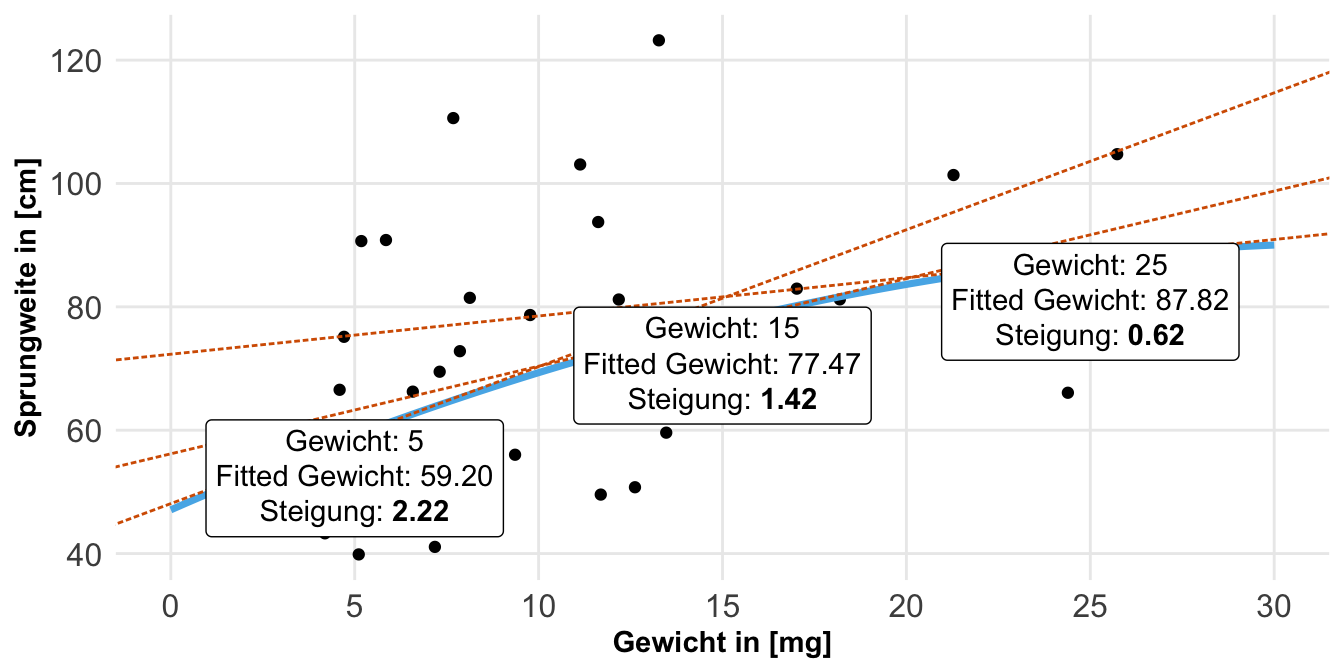 120
100
80
60
40
Sprungweite in [cm]
Gewicht: 25
Fitted Gewicht: 87.82
Steigung: 0.62
Gewicht: 15
Fitted Gewicht: 77.47
Steigung: 1.42
Gewicht: 5
Fitted Gewicht: 59.20
Steigung: 2.22
0 5 10 15 20 25 30
Gewicht in [mg]